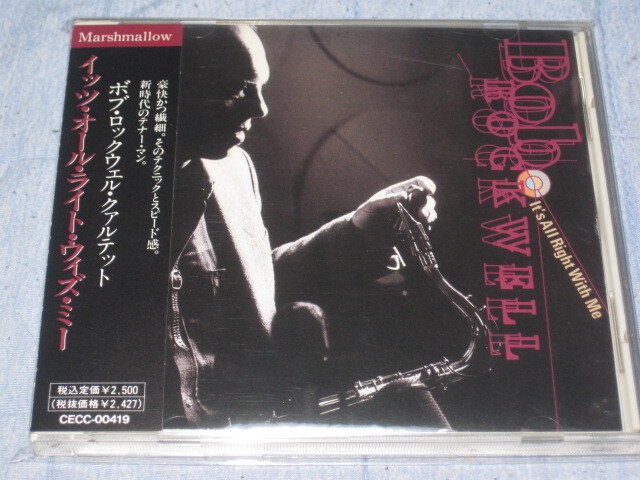 Marshmallow
豪快かつ繊細。そのテクニックとスピード感。
新時代のテナー・マン。
ボブ・ロックウェル・クァルテット
イッツ・オール・ライト・ウィズ・ミー
税込定価¥2,500
(税抜価格¥2,427)
CECC-00419
Bob
ROCKWELL
It's All Right With Me